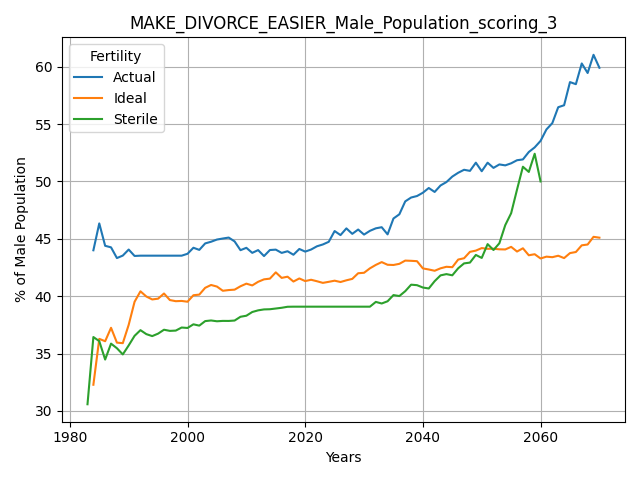 MAKE_DIVORCE_EASIER_Male_Population_scoring_3
Fertility
Actual
Ideal
Sterile
% of Male Population
60
55
50
45
40
35
30
1980
2000
2020
2040
2060
Years